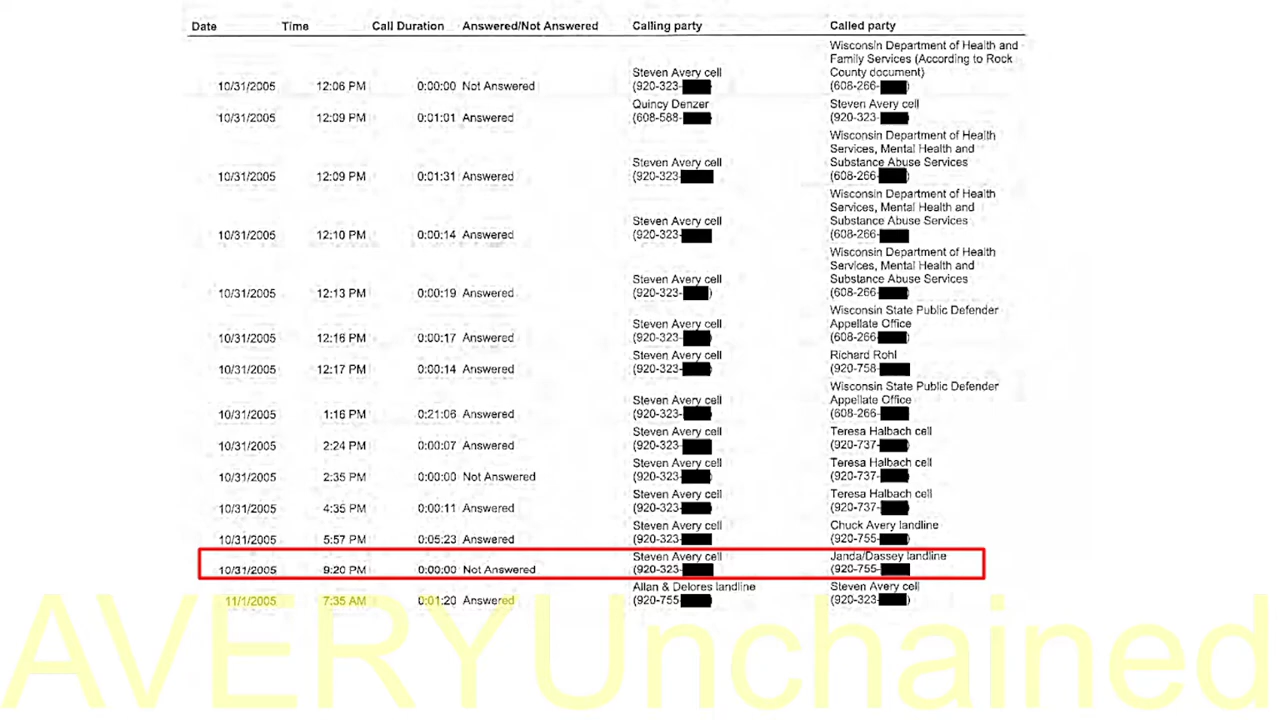 Date Time Call Duration Answered/Not Answered Calling party Called party
Wisconsin Department of Health and
Family Services (According to Rock
Steven Avery cell County document)
10/31/2005 12:06 PM 0:00:00 Not Answered (920-323- ) (608-266- )
Quincy Denzer Steven Avery cell
10/31/2005 12:09 PM 0:01:01 Answered (608-588- (920-323- )
Wisconsin Department of Health
Services, Mental Health and
Steven Avery cell Substance Abuse Services
10/31/2005 12:09 PM 0:01:31 Answered (920-323- (608-266- )
Wisconsin Department of Health
Services, Mental Health and
Steven Avery cell Substance Abuse Services
10/31/2005 12:10 PM 0:00:14 Answered (920-323- (608-266-
Wisconsin Department of Health
Services, Mental Health and
Steven Avery cell Substance Abuse Services
10/31/2005 12:13 PM 0:00:19 Answered (920-323- ) (608-266- )
Wisconsin State Public Defender
Steven Avery cell Appellate Office
10/31/2005 12:16 PM 0:00:17 Answered (920-323- ) (608-266- )
Steven Avery cell Richard Rohl
10/31/2005 12:17 PM 0:00:14 Answered (920-323- ) (920-758-
Wisconsin State Public Defender
Steven Avery cell Appellate Office
10/31/2005 1:16 PM 0:21:06 Answered (920-323- ) (608-266-
Steven Avery cell Teresa Halbach cell
10/31/2005 2:24 PM 0:00:07 Answered (920-323- (920-737- )
Steven Avery cell Teresa Halbach cell
10/31/2005 2:35 PM 0:00:00 Not Answered (920-323- ) (920-737- )
Steven Avery cell Teresa Halbach cell
10/31/2005 4:35 PM 0:00:11 Answered (920-323- (920-737- )
Steven Avery cell Chuck Avery landline
10/31/2005 5:57 PM 0:05:23 Answered (920-323- (920-755- )
Steven Avery cell Janda/Dassey landline
10/31/2005 9:20 PM 0:00:00 Not Answered (920-323- (920-755-
Allan & Delores landline Steven Avery cell
11/1/2005 7:35 AM 0:01:20 Answered (920-755- ) (920-323- )
AVERYUnchained